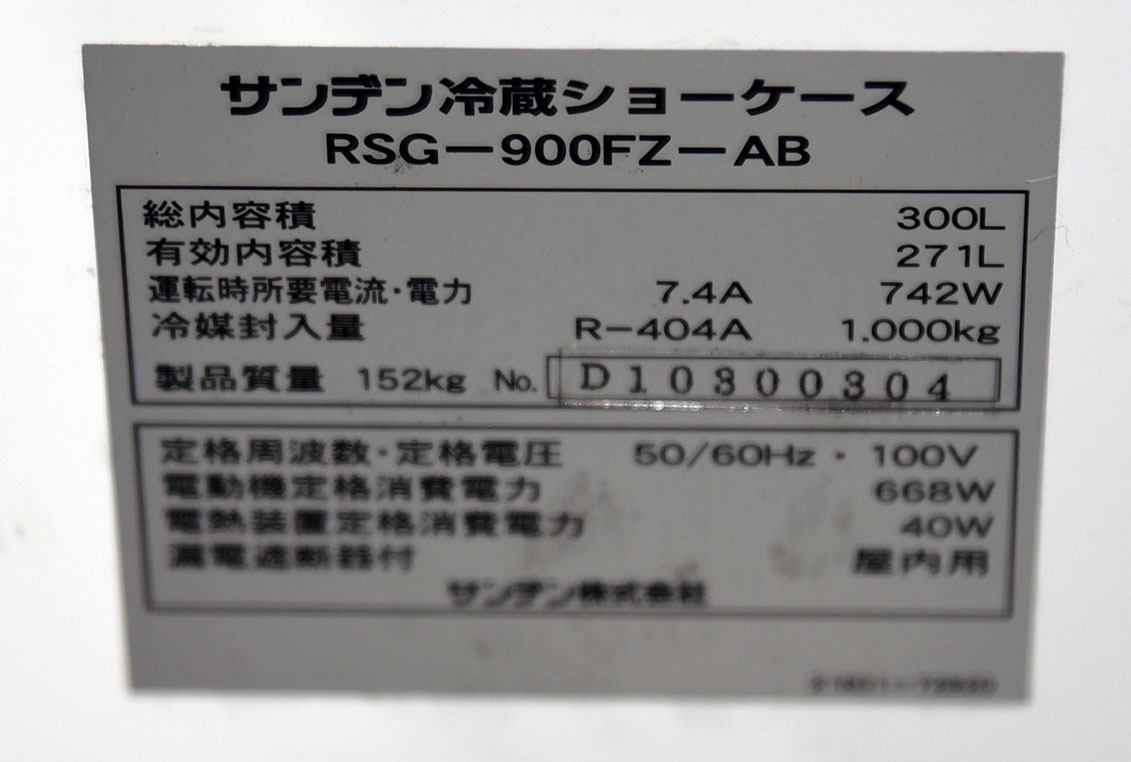 サンデン冷蔵ショーケース
RSG－900FZ－AB
総内容積 300L
有効内容積 271L
運転時所要電流・電力 7.4A 742W
冷媒封入量 R－404A 1.000kg
製品質量 152kg No. D10300304
定格周波数・定格電圧 50/60Hz・100V
電動機定格消費電力 668W
電熱装置定格消費電力 40W
漏電遮断器付 屋内用
サンデン株式会社